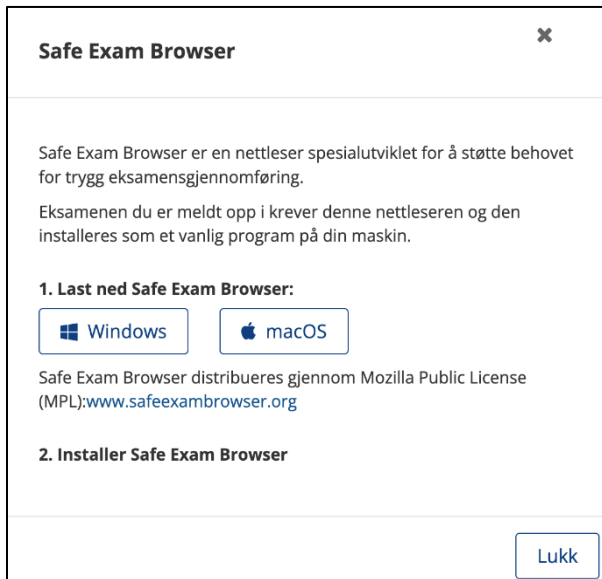 Safe Exam Browser
Safe Exam Browser er en nettleser spesialutviklet for å støtte behovet
for trygg eksamensgjennomføring.
Eksamenen du er meldt opp i krever denne nettleseren og den
installeres som et vanlig program på din maskin.
1. Last ned Safe Exam Browser:
Windows
macOS
Safe Exam Browser distribueres gjennom Mozilla Public License
(MPL):www.safeexambrowser.org
2. Installer Safe Exam Browser
Lukk